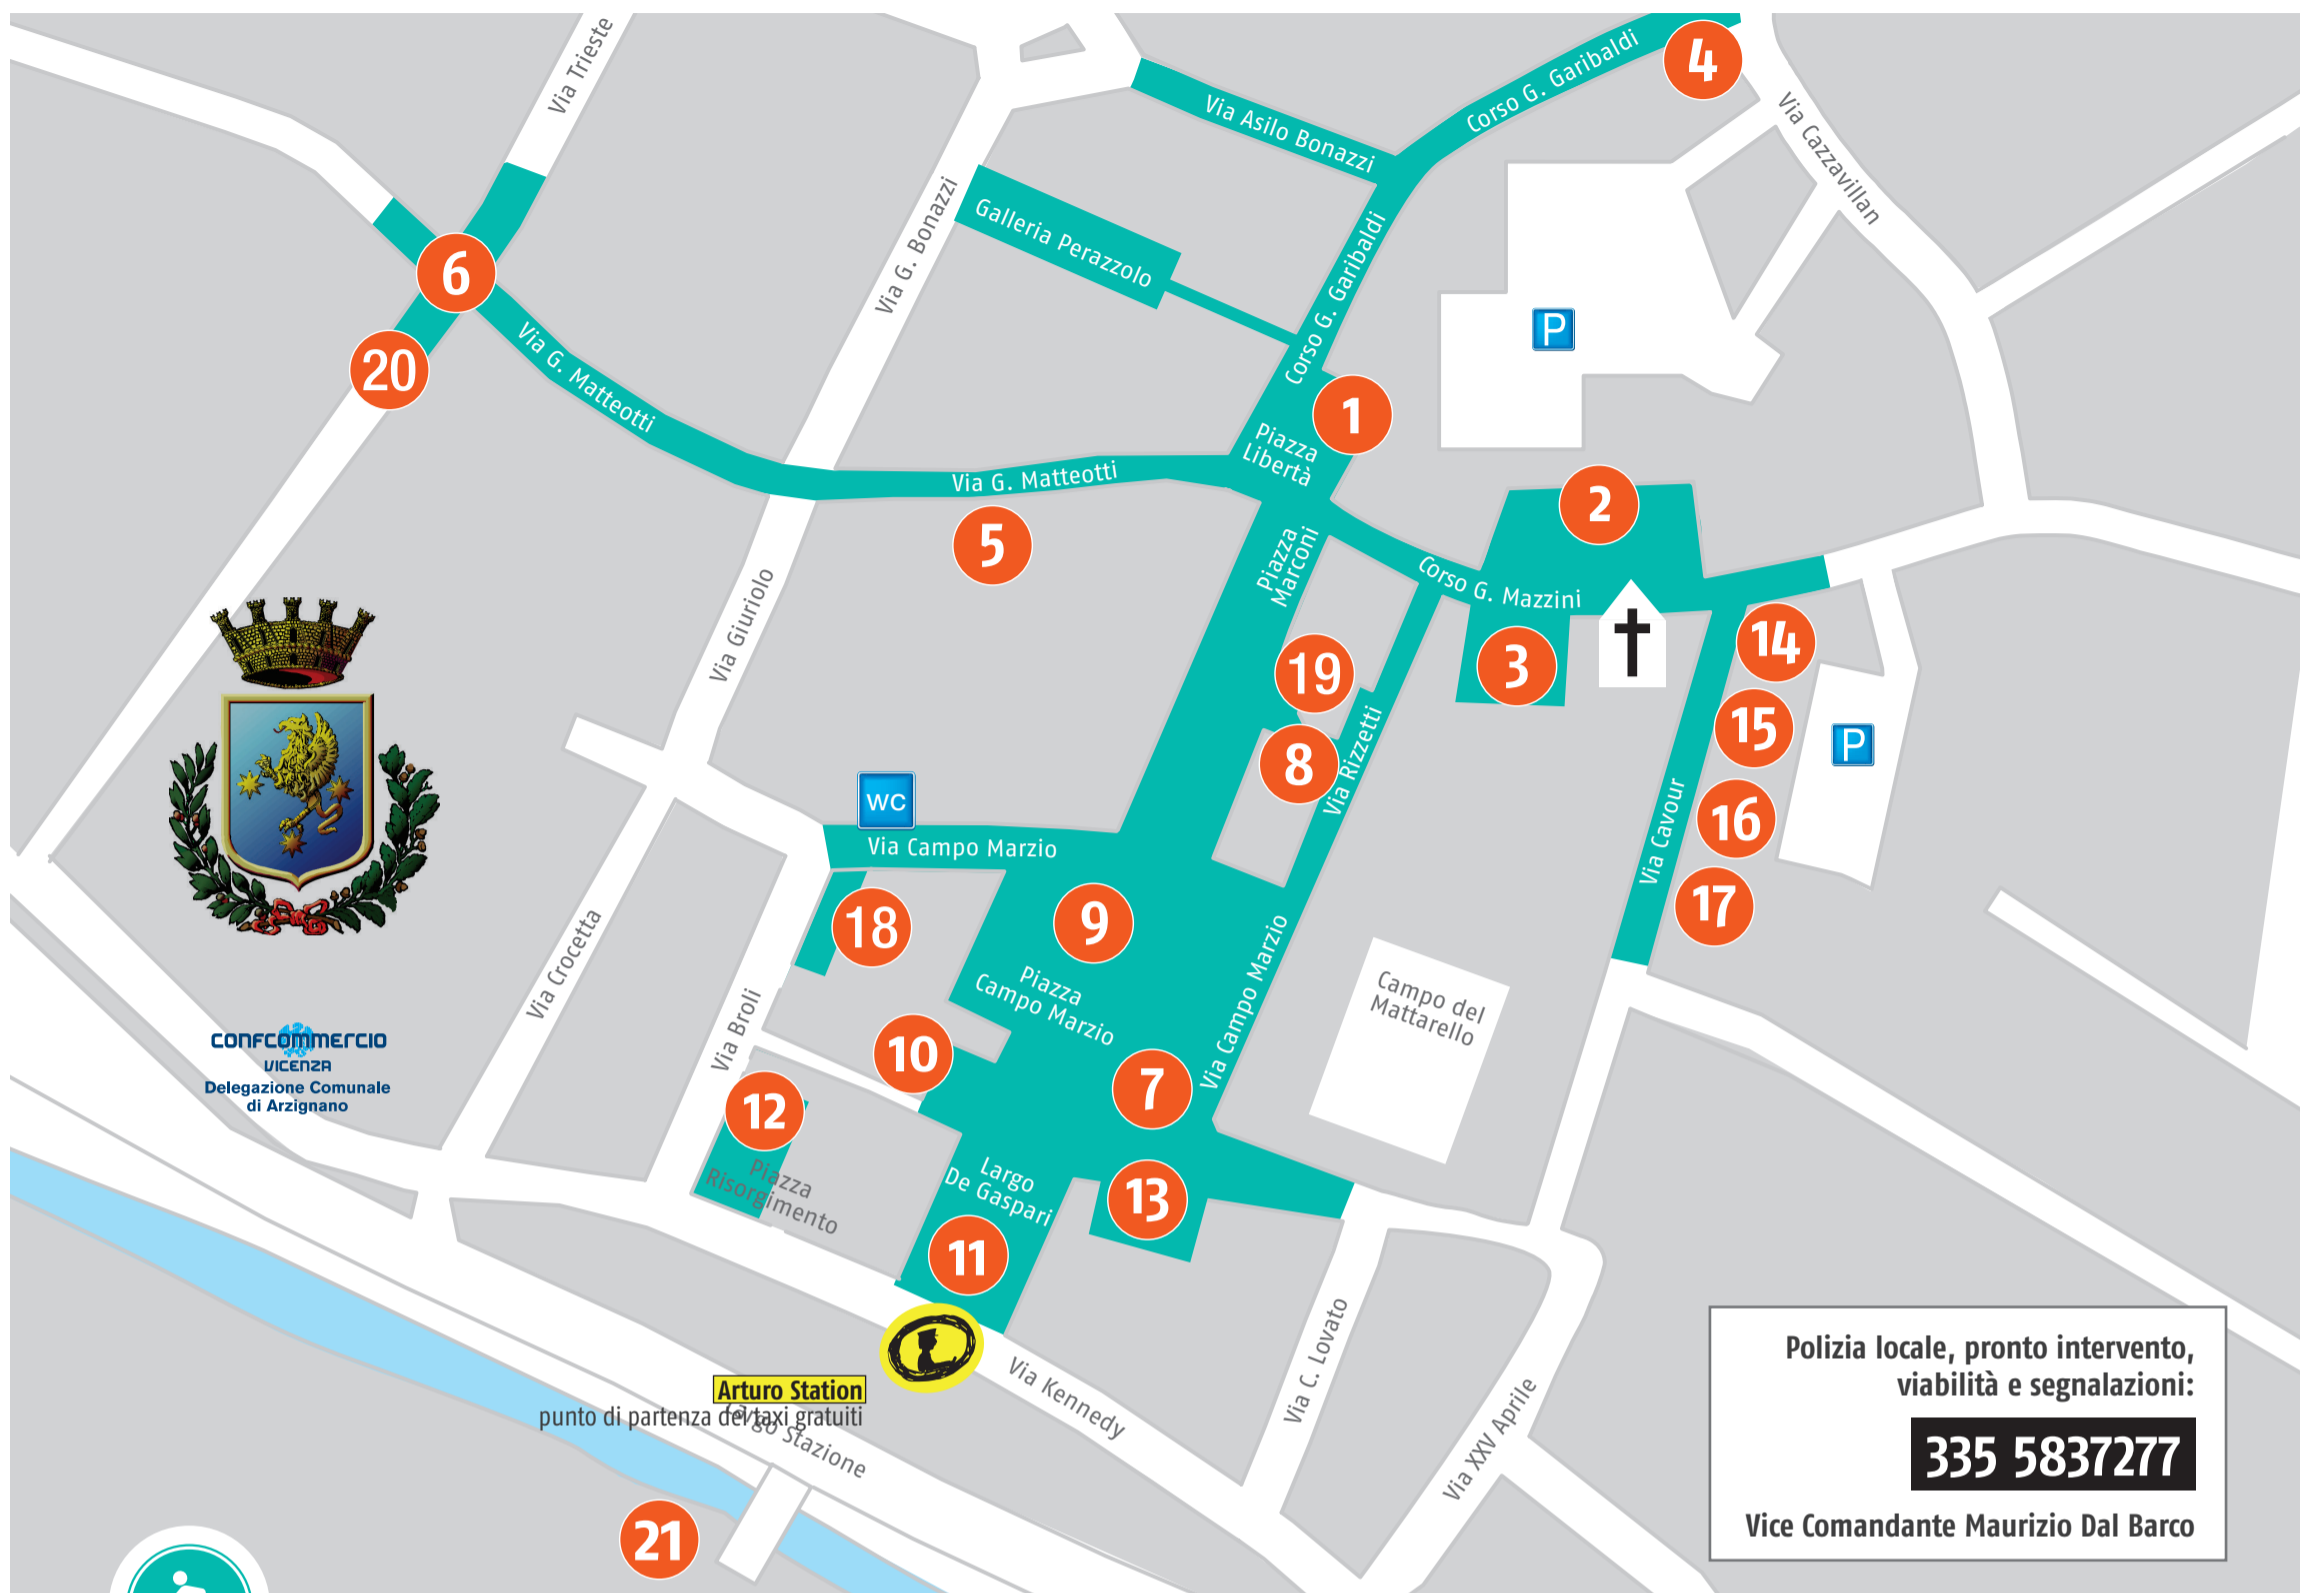 Via Trieste
Corso G. Garibaldi
4
Via Asilo Bonazzi
Via Cazzavillan
Via G. Bonazzi
Galleria Perazzolo
Corso G. Garibaldi
6
20
Via G. Matteotti
P
1
Piazza
Libertà
Via G. Matteotti
5
2
Piazza
Marconi
Corso G. Mazzini
Via Giuriolo
19
3
14
8
Via Rizzetti
15
P
WC
Via Campo Marzio
16
Via Cavour
17
18
9
Via Crocetta
Piazza
Campo Marzio
Via Campo Marzio
Campo del
Mattarello
Via Broli
CONFCOMMERCIO
VICENZA
Delegazione Comunale
di Arzignano
10
7
12
Piazza
Risorgimento
Largo
De Gaspari
13
11
Arturo Station
punto di partenza dei taxi gratuiti
Largo Stazione
Via Kennedy
Via C. Lovato
Via XXV Aprile
21
Polizia locale, pronto intervento,
viabilità e segnalazioni:
335 5837277
Vice Comandante Maurizio Dal Barco